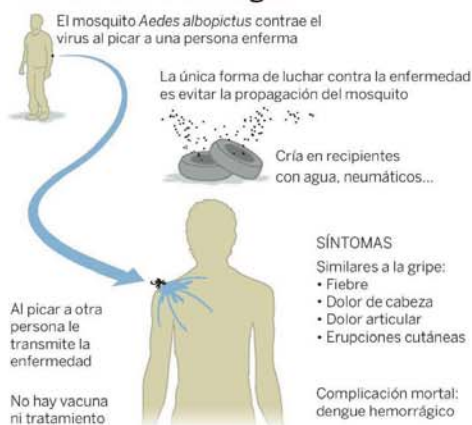 El mosquito Aedes albopictus contrae el
virus al picar a una persona enferma
La única forma de luchar contra la enfermedad
es evitar la propagación del mosquito
Cría en recipientes
con agua, neumáticos...
SÍNTOMAS
Similares a la gripe:
• Fiebre
• Dolor de cabeza
• Dolor articular
• Erupciones cutáneas
Al picar a otra
persona le
transmite la
enfermedad
No hay vacuna
ni tratamiento
Complicación mortal:
dengue hemorrágico